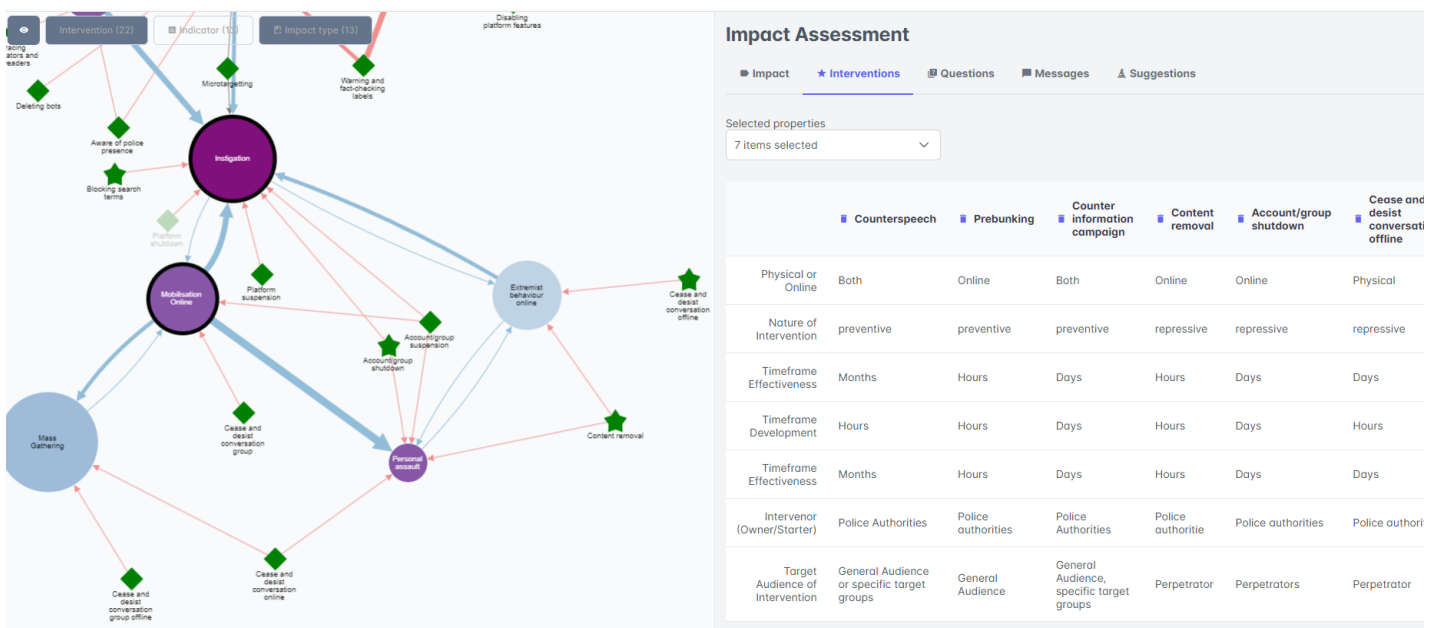 Intervention (22)
Indicator (13)
Impact type (13)
Disabling
platform features
ators and
Deleting bots
Microtargetting
Warning and
fact-checking
labels
Aware of police
presence
Instigation
Blocking search
terms
Platform
shutdown
Platform
suspension
Mobilisation
Online
Extremist
behaviour
online
Cease and
desist
conversation
offline
Account/group
suspension
Account/group
shutdown
Cease and
desist
conversation
group
Content removal
Mass
Gathering
Personal
assault
Cease and
desist
conversation
online
Cease and
desist
conversation
group offline
Impact Assessment
Impact
Interventions
Questions
Messages
Suggestions
Selected properties
7 items selected
Counterspeech
Prebunking
Counter
information
campaign
Content
removal
Account/group
shutdown
Cease and
desist
conversati
offline
Physical or
Online
Both
Online
Both
Online
Online
Physical
Nature of
Intervention
preventive
preventive
preventive
repressive
repressive
repressive
Timeframe
Effectiveness
Months
Hours
Days
Hours
Days
Days
Timeframe
Development
Hours
Hours
Days
Hours
Days
Hours
Timeframe
Effectiveness
Months
Hours
Days
Hours
Days
Days
Intervenor
(Owner/Starter)
Police Authorities
Police
authorities
Police
Authorities
Police
authoritie
Police authorities
Police authori
Target
Audience of
Intervention
General Audience
or specific target
groups
General
Audience
General
Audience,
specific target
groups
Perpetrator
Perpetrators
Perpetrator